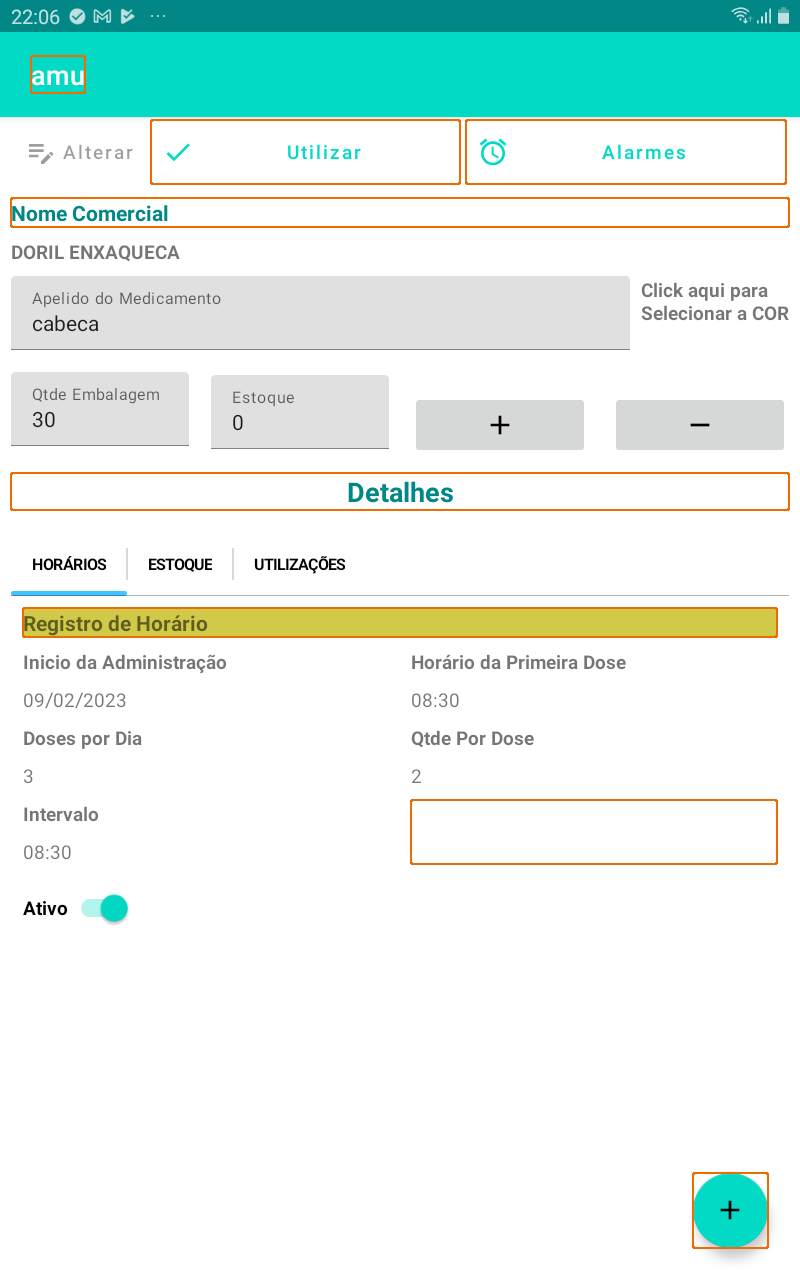 22:06
amu
Alterar
Utilizar
Alarmes
Nome Comercial
DORIL ENXAQUECA
Apelido do Medicamento
cabeca
Click aqui para
Selecionar a COR
Qtde Embalagem
30
Estoque
0
+
−
Detalhes
HORÁRIOS
ESTOQUE
UTILIZAÇÕES
Registro de Horário
Inicio da Administração
Horário da Primeira Dose
09/02/2023
08:30
Doses por Dia
Qtde Por Dose
3
2
Intervalo
08:30
Ativo
+